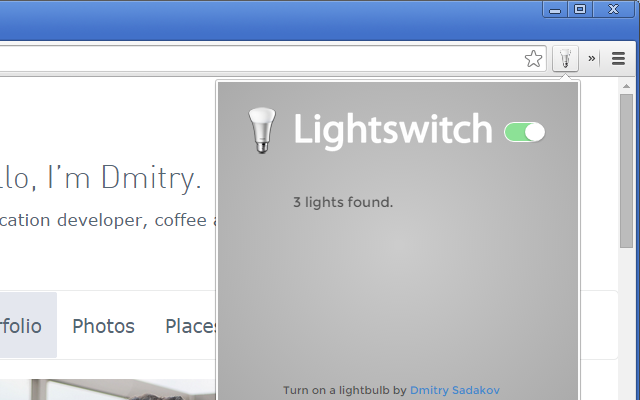 »
Lightswitch
llo, I'm Dmitry.
3 lights found.
cation developer, coffee a
rfolio Photos Places
Turn on a lightbulb by Dmitry Sadakov